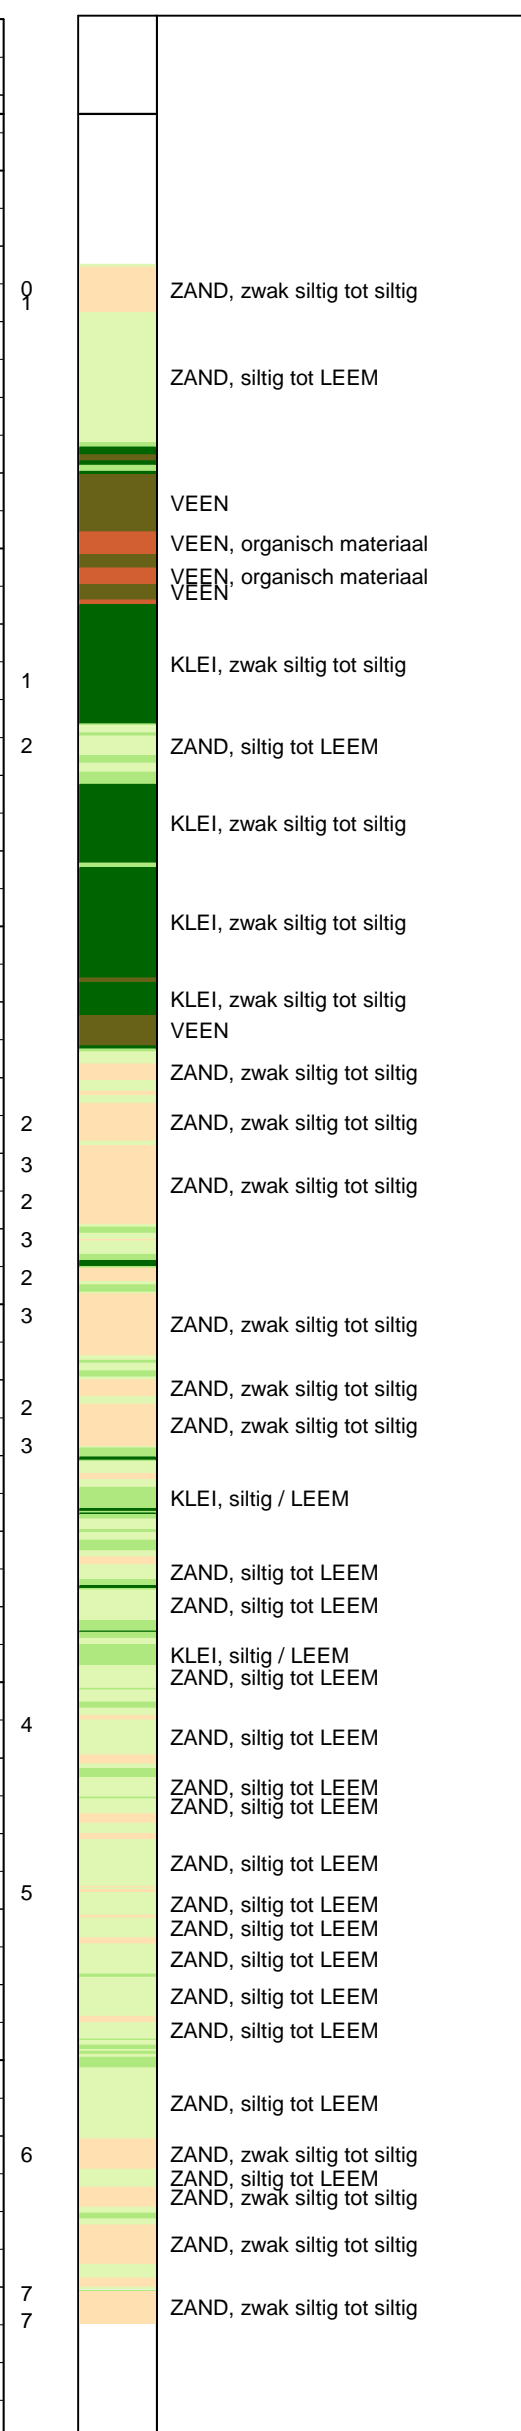 0
1
ZAND, zwak siltig tot siltig
ZAND, siltig tot LEEM
VEEN
VEEN, organisch materiaal
VEEN, organisch materiaal
VEEN
KLEI, zwak siltig tot siltig
1
2
ZAND, siltig tot LEEM
KLEI, zwak siltig tot siltig
KLEI, zwak siltig tot siltig
KLEI, zwak siltig tot siltig
VEEN
ZAND, zwak siltig tot siltig
2
ZAND, zwak siltig tot siltig
3
ZAND, zwak siltig tot siltig
2
3
2
3
ZAND, zwak siltig tot siltig
ZAND, zwak siltig tot siltig
2
ZAND, zwak siltig tot siltig
3
KLEI, siltig / LEEM
ZAND, siltig tot LEEM
ZAND, siltig tot LEEM
KLEI, siltig / LEEM
ZAND, siltig tot LEEM
4
ZAND, siltig tot LEEM
ZAND, siltig tot LEEM
ZAND, siltig tot LEEM
ZAND, siltig tot LEEM
5
ZAND, siltig tot LEEM
ZAND, siltig tot LEEM
ZAND, siltig tot LEEM
ZAND, siltig tot LEEM
ZAND, siltig tot LEEM
ZAND, siltig tot LEEM
6
ZAND, zwak siltig tot siltig
ZAND, siltig tot LEEM
ZAND, zwak siltig tot siltig
ZAND, zwak siltig tot siltig
7
ZAND, zwak siltig tot siltig
7